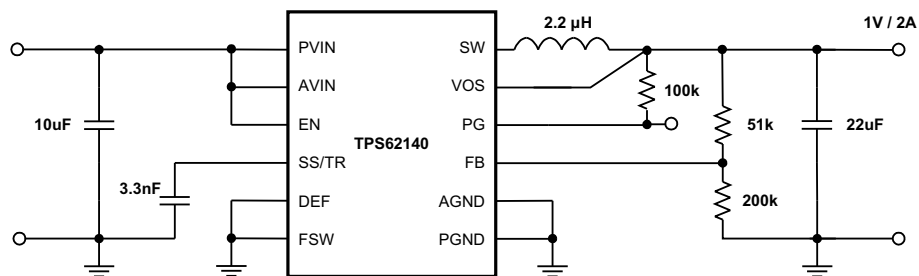 2.2 µH
1V / 2A
PVIN
SW
AVIN
VOS
100k
10uF
EN
PG
51k
22uF
TPS62140
SS/TR
FB
3.3nF
200k
DEF
AGND
FSW
PGND